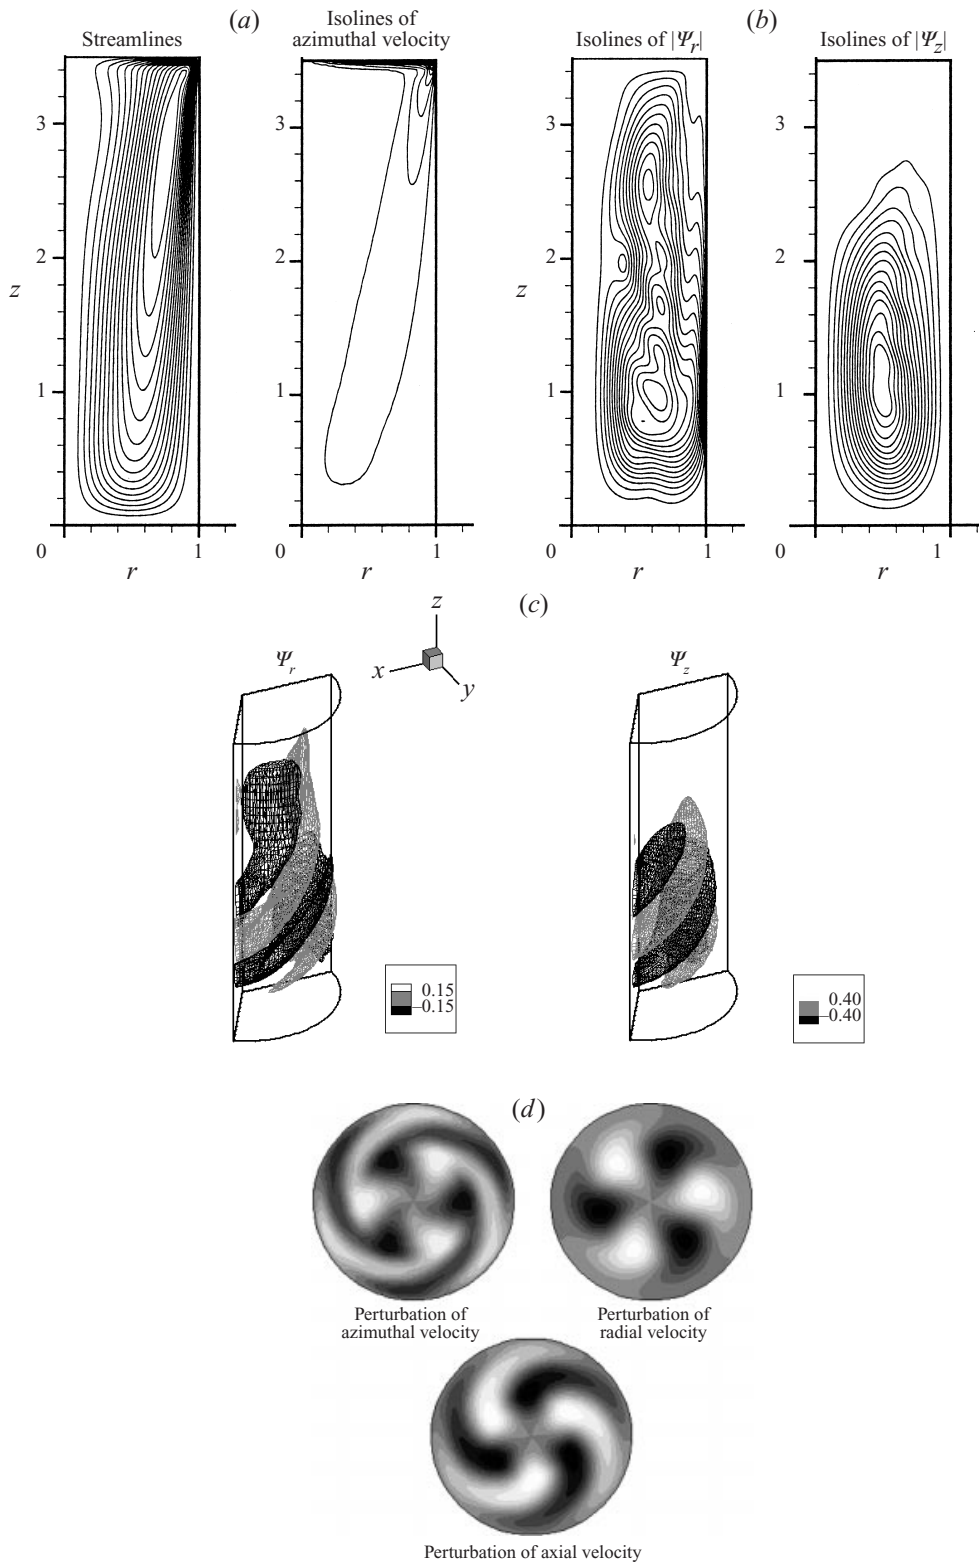 (a)
(b)
Streamlines
Isolines of
azimuthal velocity
Isolines of |Ψr|
Isolines of |Ψz|
3
2
z
1
0
1
r
3
2
1
0
1
r
3
2
z
1
0
1
r
3
2
1
0
1
r
(c)
z
x
y
Ψr
Ψz
0.15
−0.15
0.40
−0.40
(d)
Perturbation of
azimuthal velocity
Perturbation of
radial velocity
Perturbation of axial velocity